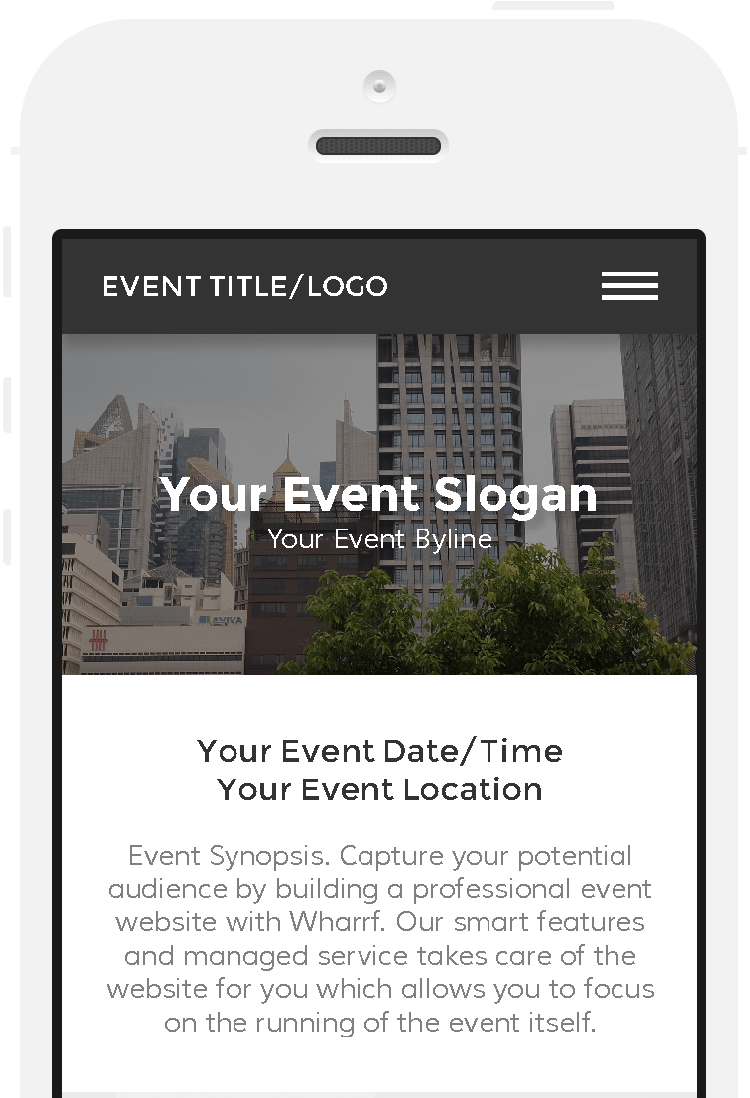 EVENT TITLE/LOGO
Your Event Slogan
Your Event Byline
AVIVA
Your Event Date/Time
Your Event Location
Event Synopsis. Capture your potential
audience by building a professional event
website with Wharrf. Our smart features
and managed service takes care of the
website for you which allows you to focus
on the running of the event itself.